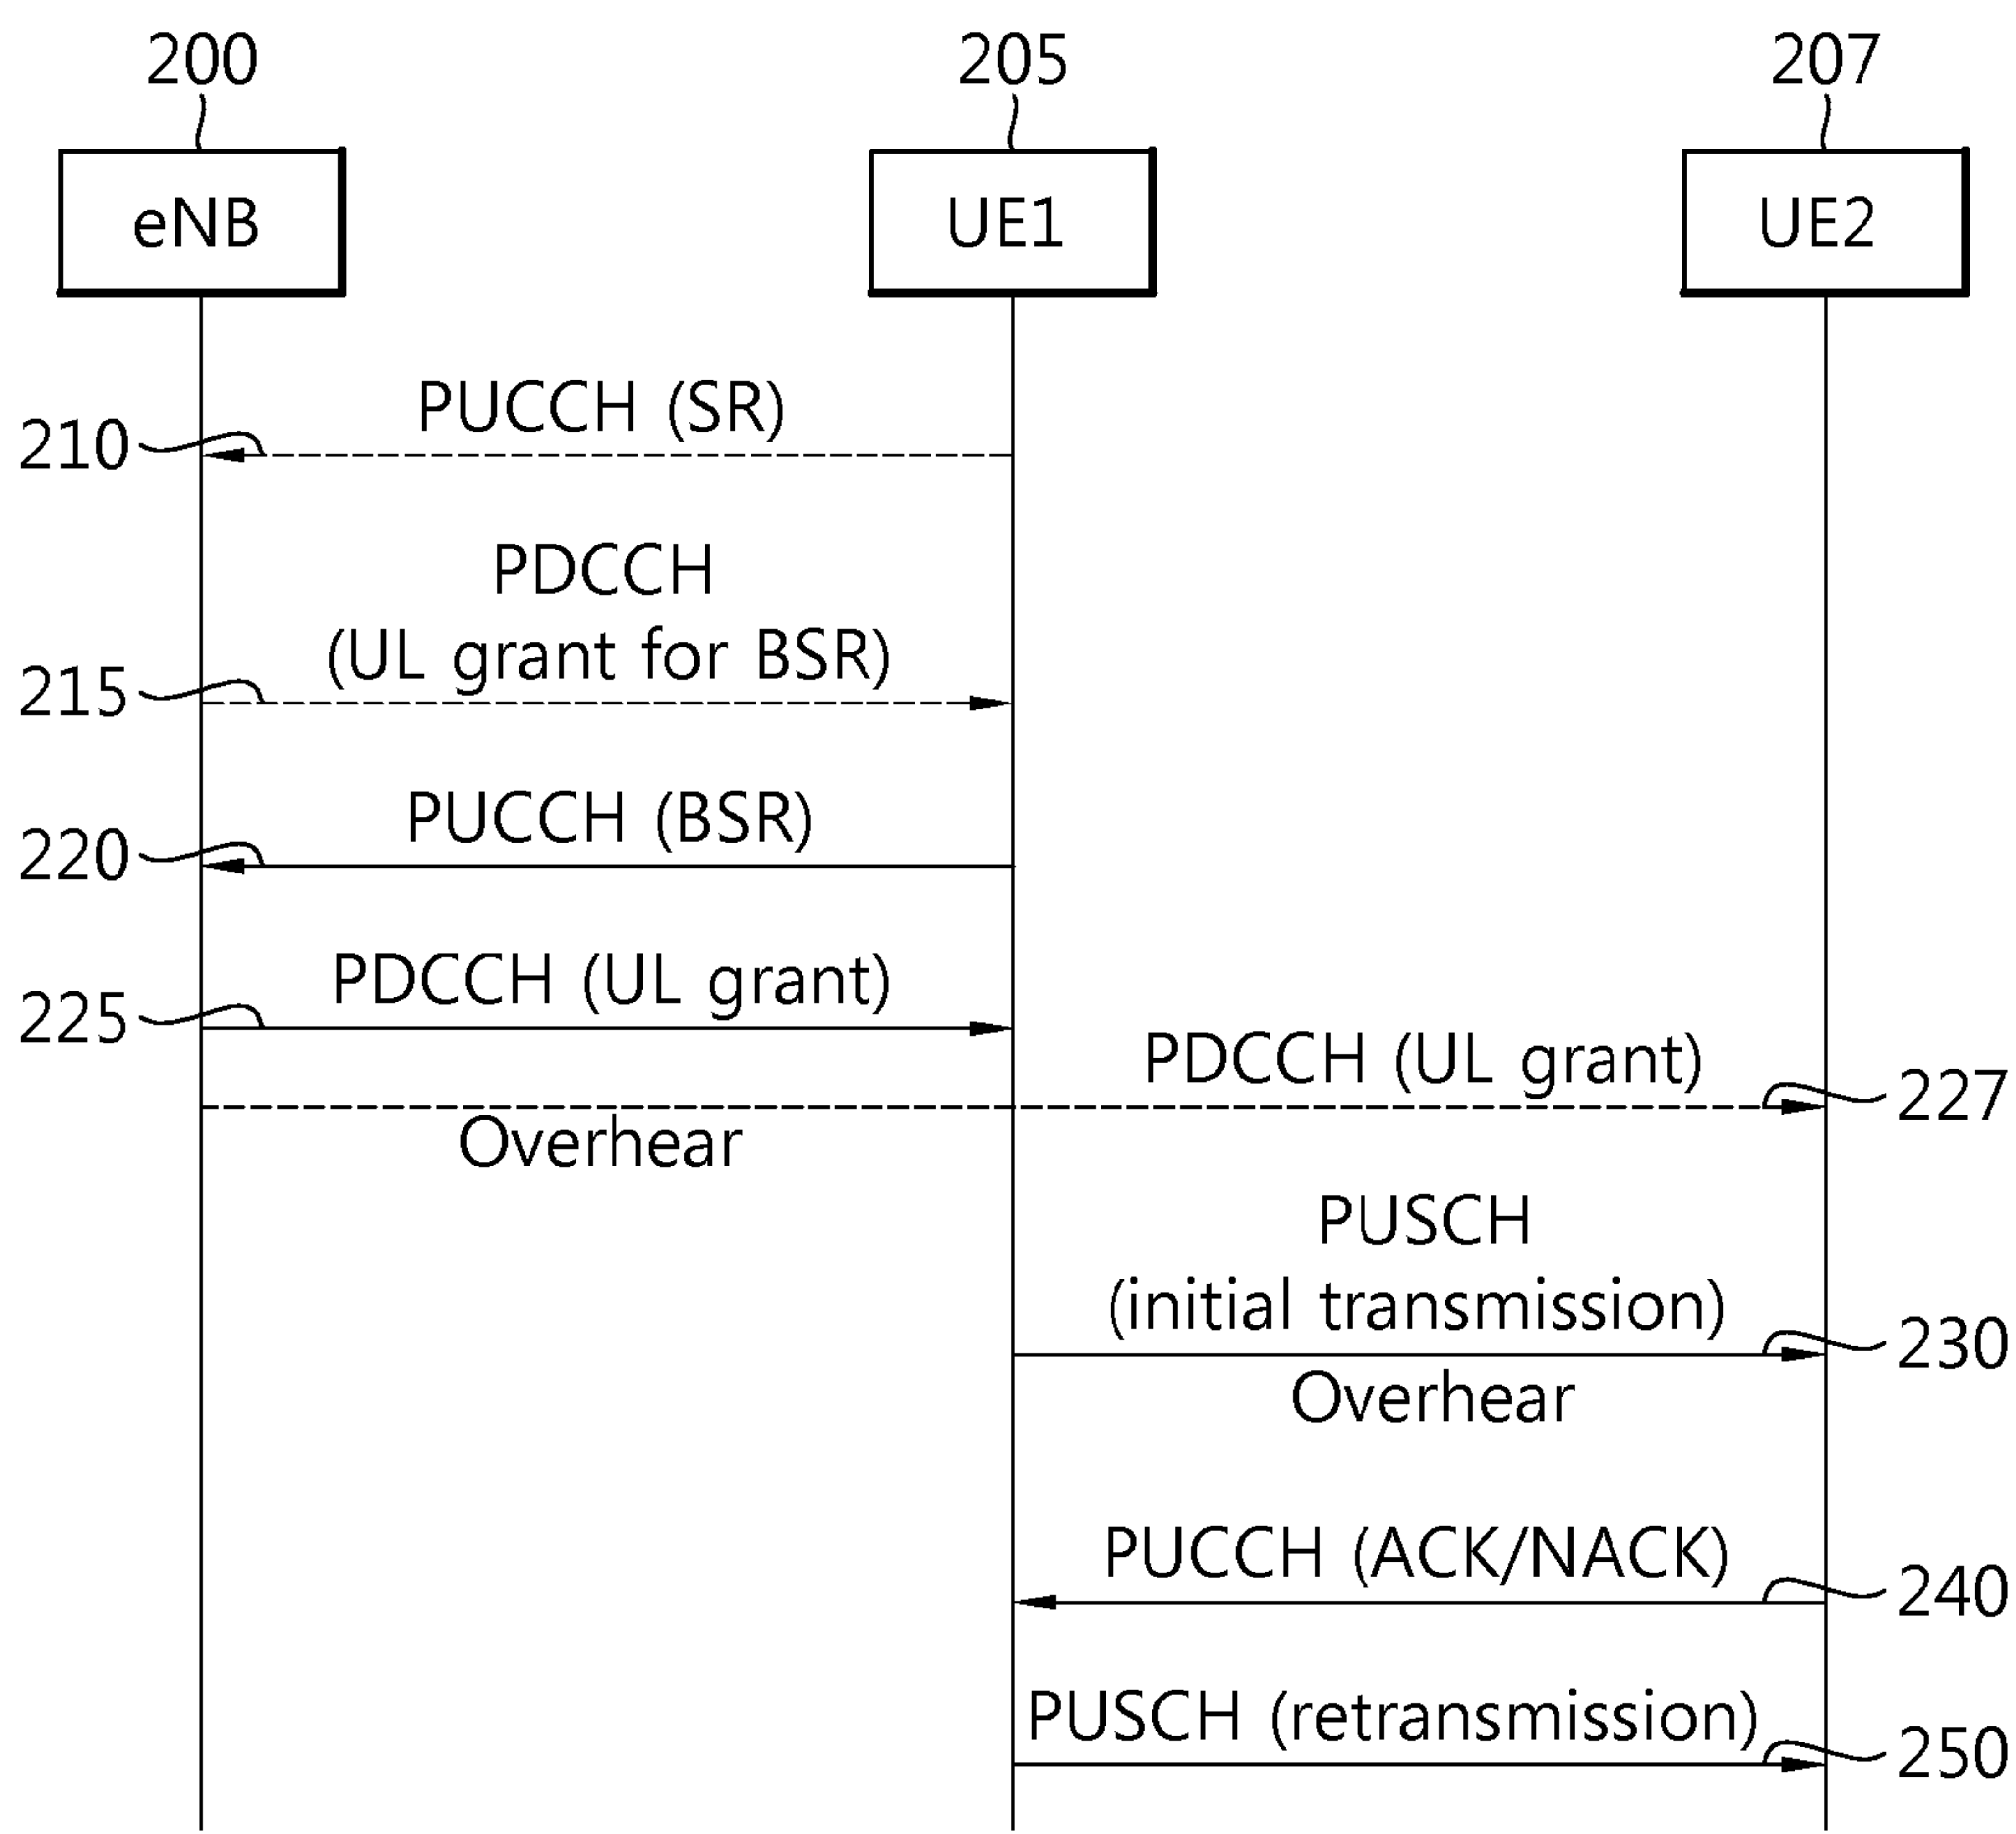 200
205
207
eNB
UE1
UE2
PUCCH (SR)
210
PDCCH
(UL grant for BSR)
215
PUCCH (BSR)
220
PDCCH (UL grant)
225
PDCCH (UL grant)
227
Overhear
PUSCH
(initial transmission)
230
Overhear
PUCCH (ACK/NACK)
240
PUSCH (retransmission)
250